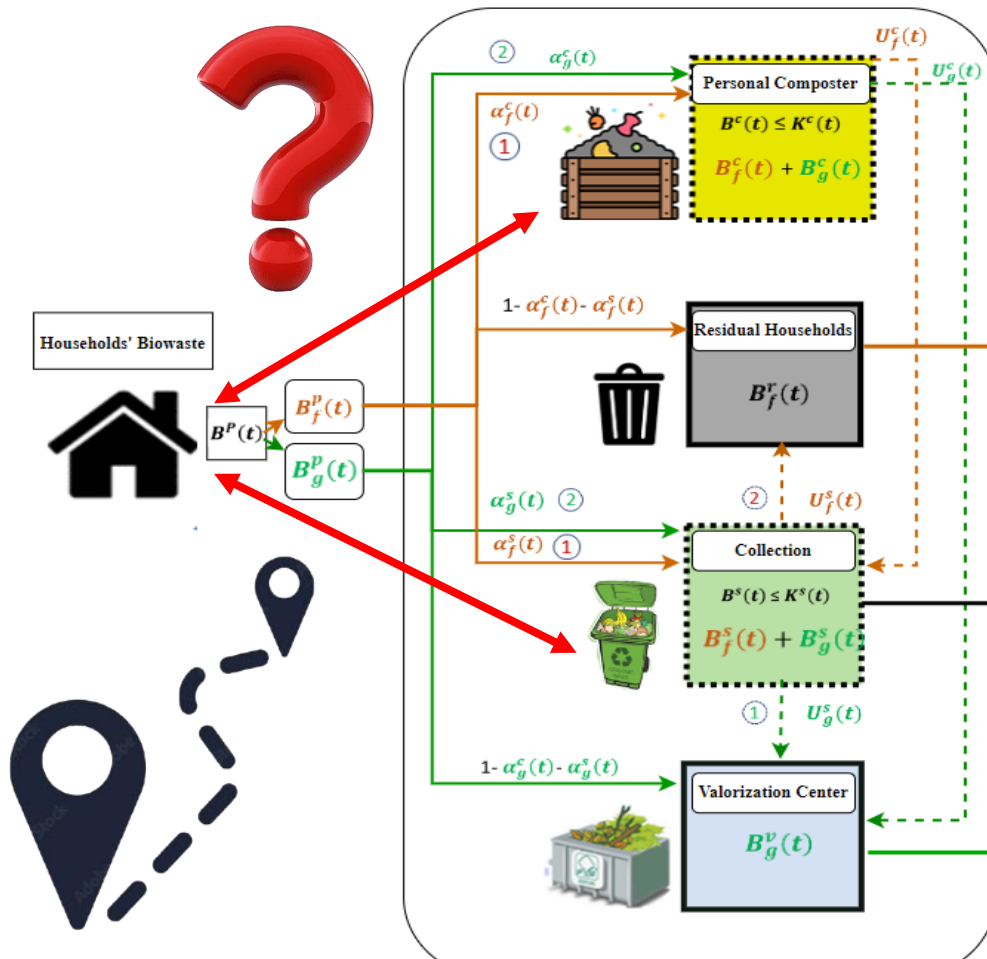 ② α_g^c(t)
U_f^c(t)
U_g^c(t)
Personal Composter
α_f^c(t)
①
B^c(t) ≤ K^c(t)
B_f^c(t) + B_g^c(t)
1- α_f^c(t)- α_f^s(t)
Residual Households
Households' Biowaste
B_f^r(t)
B_f^p(t)
B^P(t)
B_g^p(t)
α_g^s(t) ②
② U_f^s(t)
α_f^s(t) ①
Collection
B^s(t) ≤ K^s(t)
B_f^s(t) + B_g^s(t)
① U_g^s(t)
1- α_g^c(t)- α_g^s(t)
Valorization Center
B_g^v(t)